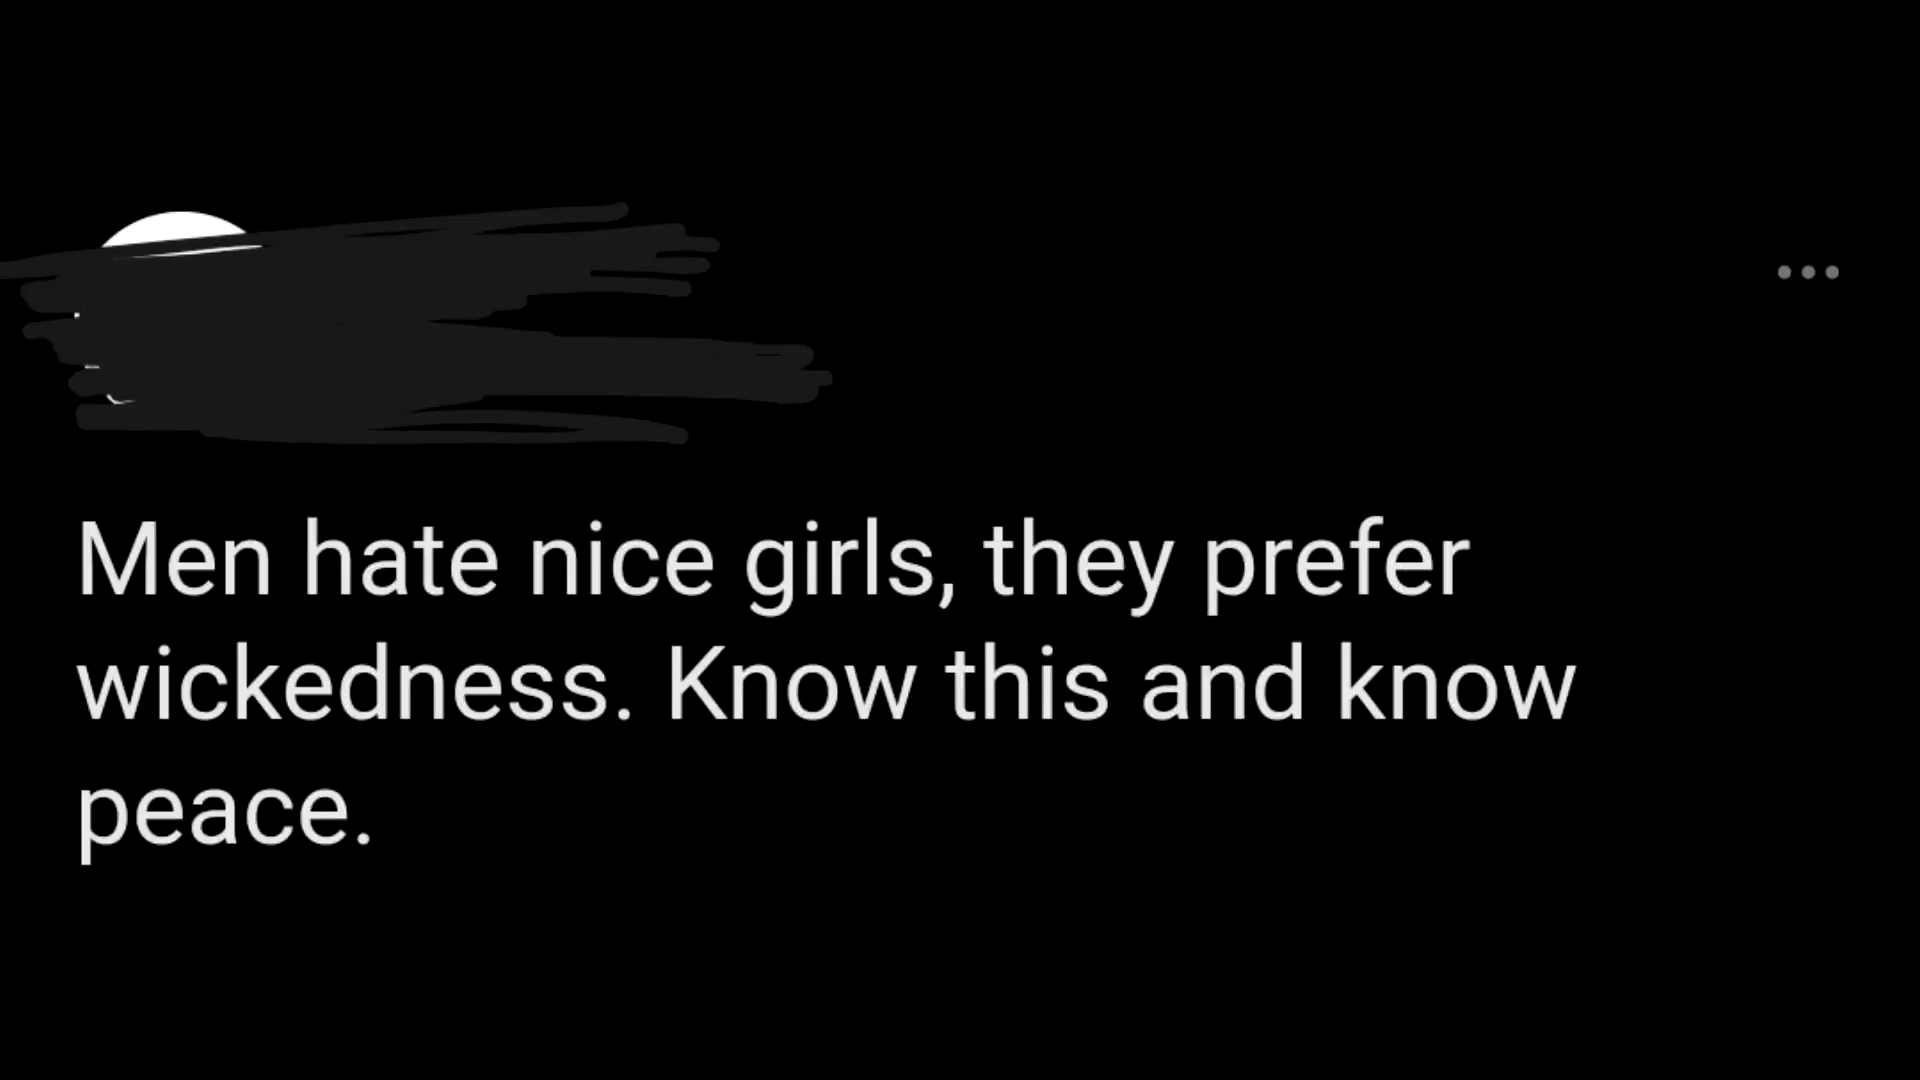 Men hate nice girls, they prefer
wickedness. Know this and know
peace.